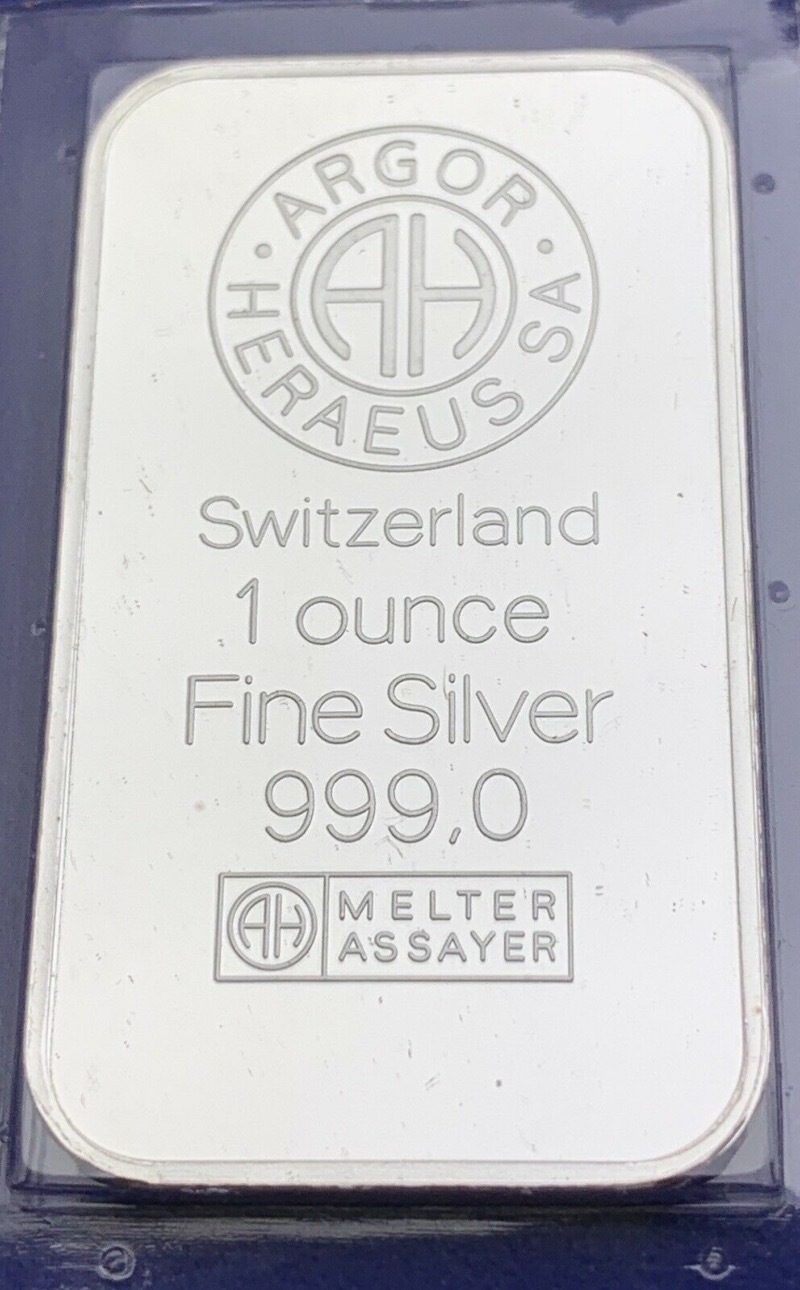 ARGOR
HERAEUS SA
AH
Switzerland
1 ounce
Fine Silver
999,0
AH
MELTER
ASSAYER